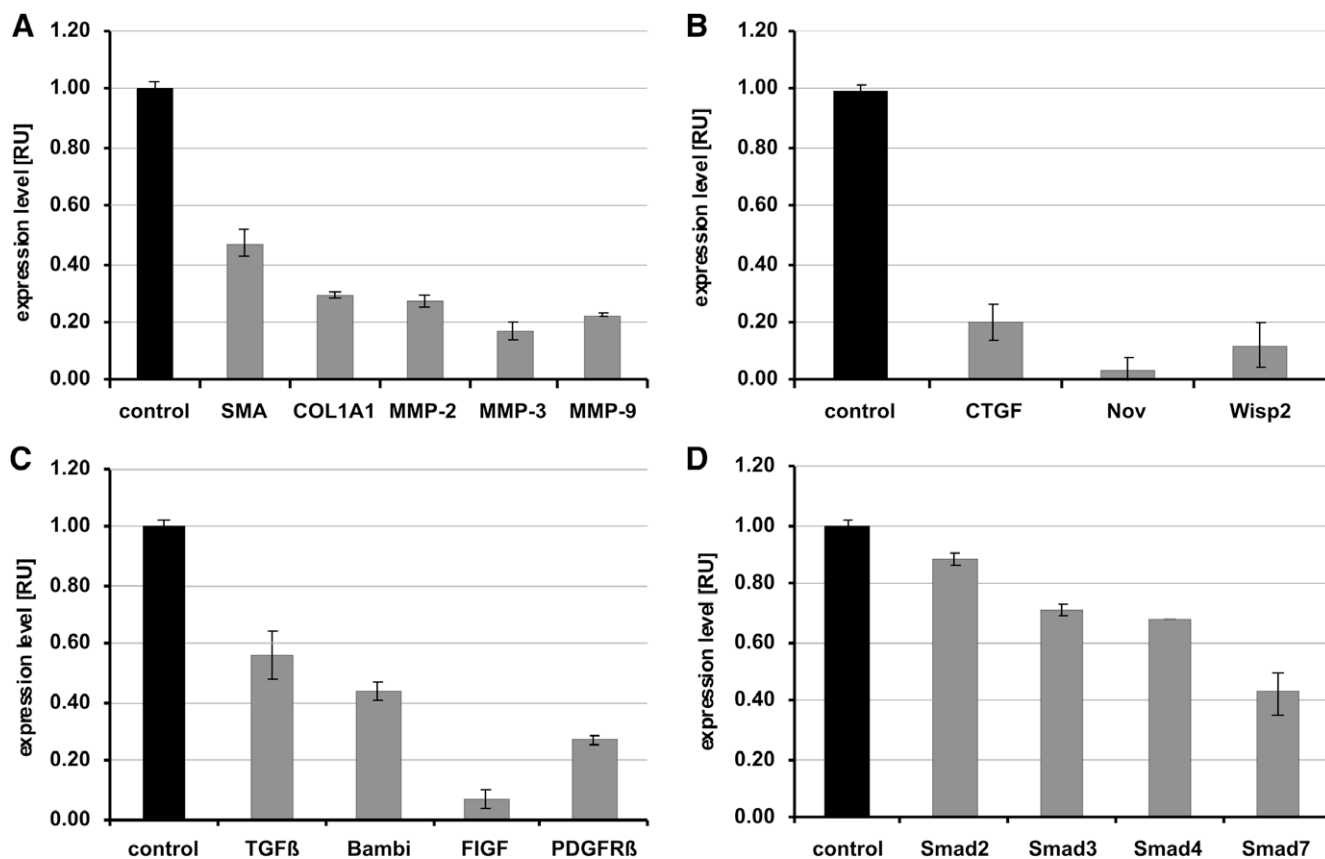 A
expression level [RU]
1.20
1.00
0.80
0.60
0.40
0.20
0.00
control SMA COL1A1 MMP-2 MMP-3 MMP-9
B
expression level [RU]
1.20
1.00
0.80
0.60
0.40
0.20
0.00
control CTGF Nov Wisp2
C
expression level [RU]
1.20
1.00
0.80
0.60
0.40
0.20
0.00
control TGFß Bambi FIGF PDGFRß
D
expression level [RU]
1.20
1.00
0.80
0.60
0.40
0.20
0.00
control Smad2 Smad3 Smad4 Smad7